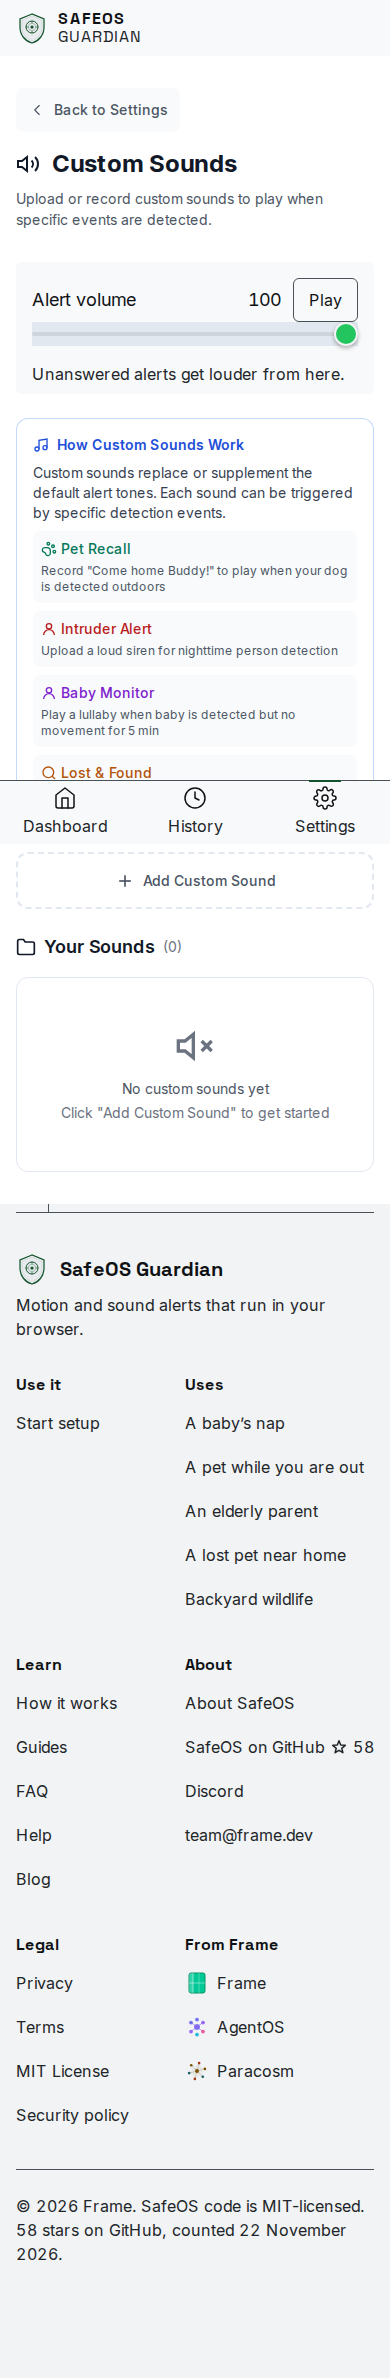 SAFEOS
GUARDIAN
Back to Settings
Custom Sounds
Upload or record custom sounds to play when
specific events are detected.
Alert volume 100 Play
Unanswered alerts get louder from here.
How Custom Sounds Work
Custom sounds replace or supplement the
default alert tones. Each sound can be triggered
by specific detection events.
Pet Recall
Record "Come home Buddy!" to play when your dog
is detected outdoors
Intruder Alert
Upload a loud siren for nighttime person detection
Baby Monitor
Play a lullaby when baby is detected but no
movement for 5 min
Lost & Found
Dashboard History Settings
Add Custom Sound
Your Sounds (0)
No custom sounds yet
Click "Add Custom Sound" to get started
SafeOS Guardian
Motion and sound alerts that run in your
browser.
Use it
Start setup
Uses
A baby’s nap
A pet while you are out
An elderly parent
A lost pet near home
Backyard wildlife
Learn
How it works
Guides
FAQ
Help
Blog
About
About SafeOS
SafeOS on GitHub ☆ 58
Discord
team@frame.dev
Legal
Privacy
Terms
MIT License
Security policy
From Frame
Frame
AgentOS
Paracosm
© 2026 Frame. SafeOS code is MIT-licensed.
58 stars on GitHub, counted 22 November
2026.